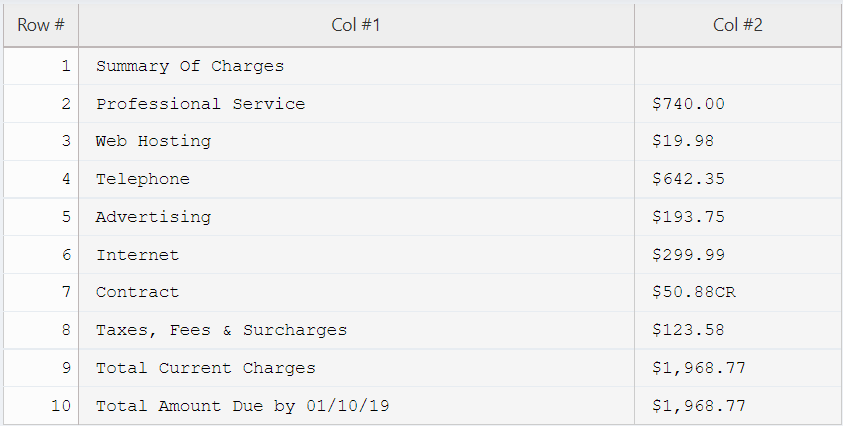 Row # Col #1 Col #2
1 Summary Of Charges
2 Professional Service $740.00
3 Web Hosting $19.98
4 Telephone $642.35
5 Advertising $193.75
6 Internet $299.99
7 Contract $50.88CR
8 Taxes, Fees & Surcharges $123.58
9 Total Current Charges $1,968.77
10 Total Amount Due by 01/10/19 $1,968.77